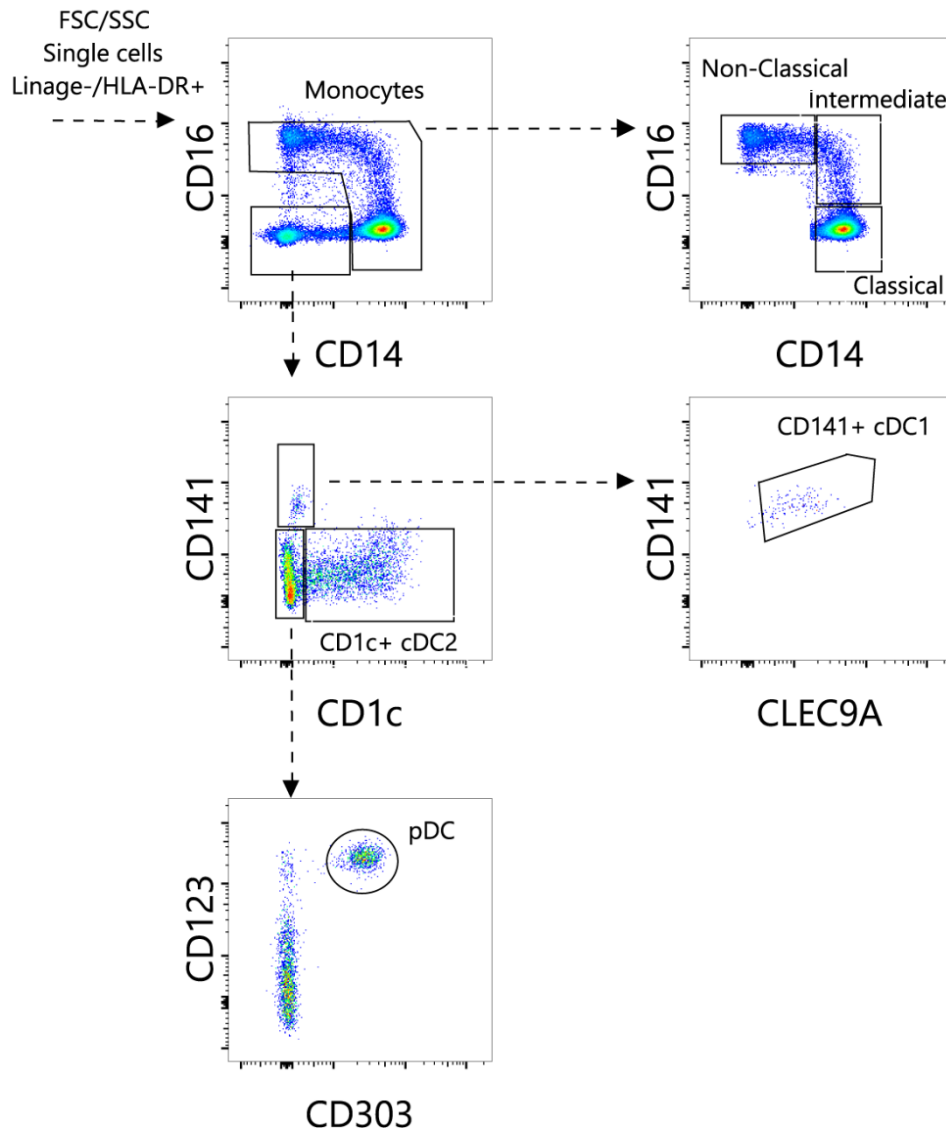 FSC/SSC
Single cells
Linage-/HLA-DR+
Monocytes
CD16
CD14
Non-Classical
Intermediate
Classical
CD16
CD14
CD141
CD1c+ cDC2
CD1c
CD141+ cDC1
CD141
CLEC9A
pDC
CD123
CD303